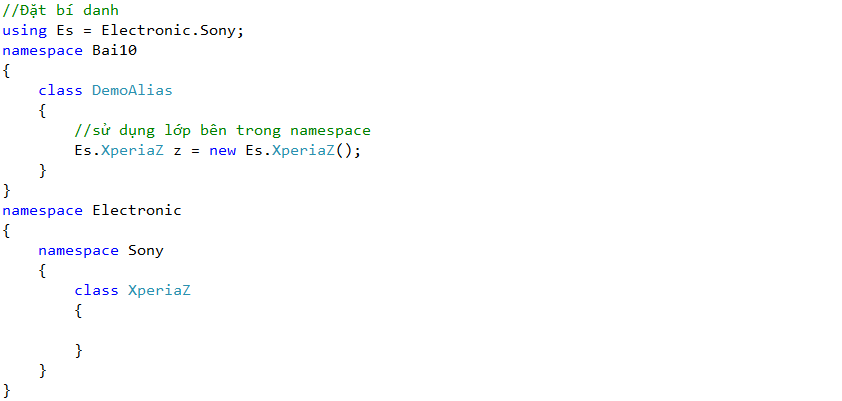 //Đặt bí danh
using Es = Electronic.Sony;
namespace Bai10
{
    class DemoAlias
    {
        //sử dụng lớp bên trong namespace
        Es.XperiaZ z = new Es.XperiaZ();
    }
}
namespace Electronic
{
    namespace Sony
    {
        class XperiaZ
        {

        }
    }
}